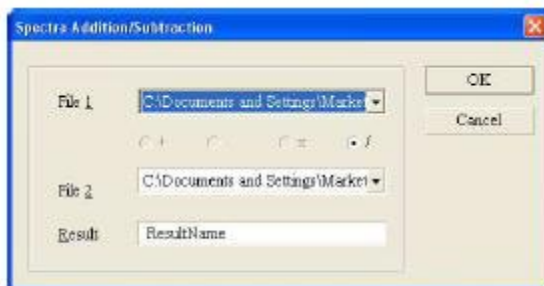 Spectra Addition/Subtraction
File 1 C:\Documents and Settings\Market
+ - x /
File 2 C:\Documents and Settings\Market
Result ResultName
OK
Cancel